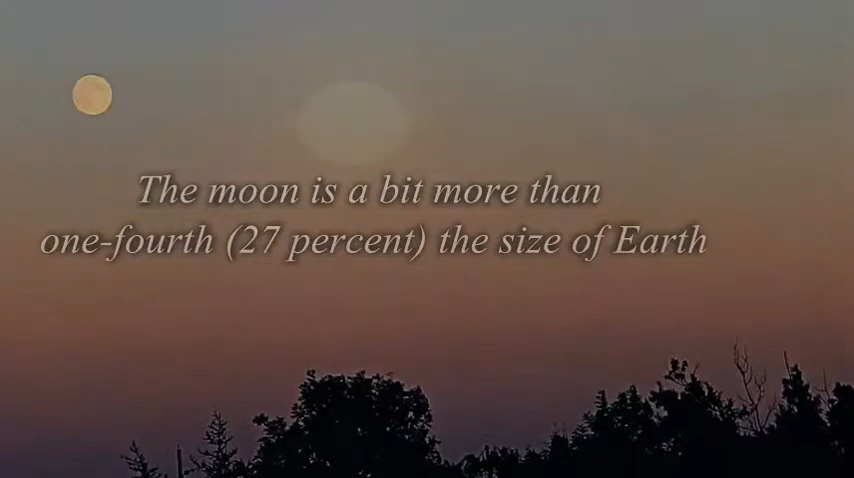 The moon is a bit more than
one-fourth (27 percent) the size of Earth